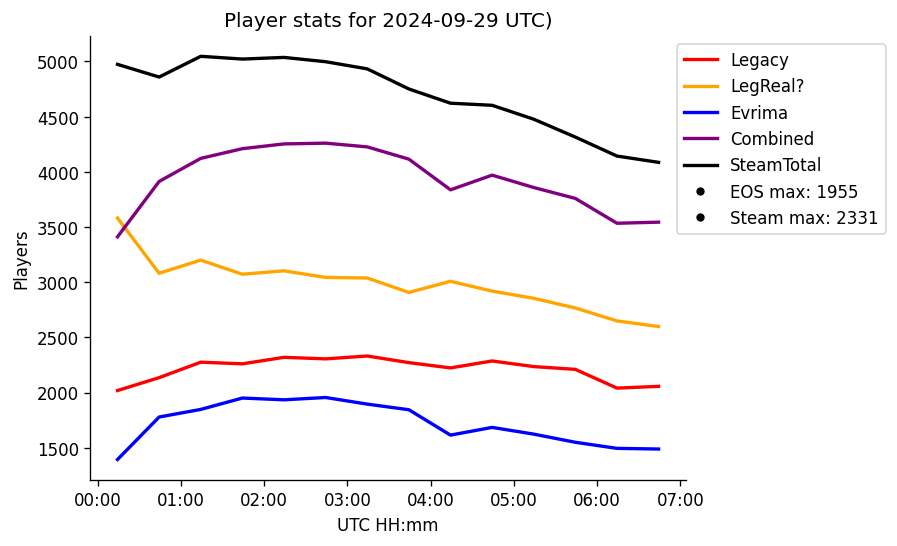 Player stats for 2024-09-29 UTC)
Players
5000
4500
4000
3500
3000
2500
2000
1500
00:00 01:00 02:00 03:00 04:00 05:00 06:00 07:00
UTC HH:mm
Legacy
LegReal?
Evrima
Combined
SteamTotal
EOS max: 1955
Steam max: 2331